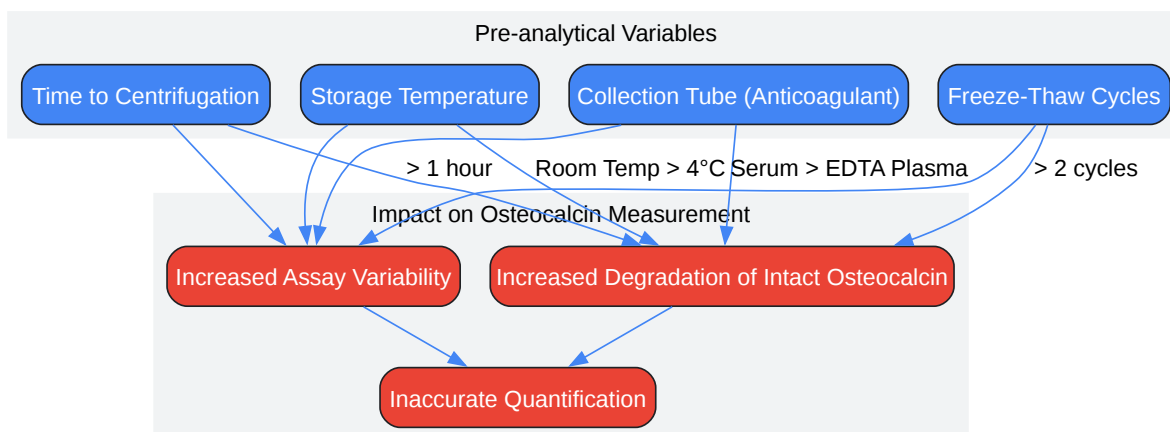 Pre-analytical Variables
Time to Centrifugation
Storage Temperature
Collection Tube (Anticoagulant)
Freeze-Thaw Cycles
> 1 hour
Room Temp > 4°C
Serum > EDTA Plasma
> 2 cycles
Impact on Osteocalcin Measurement
Increased Assay Variability
Increased Degradation of Intact Osteocalcin
Inaccurate Quantification